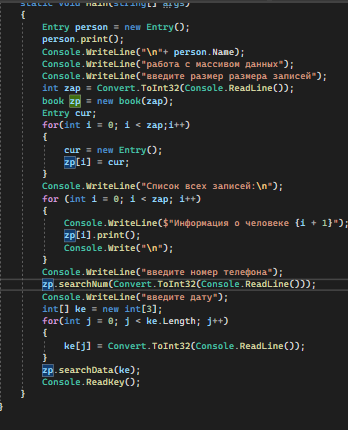 static void Main(string[] args)
{
Entry person = new Entry();
person.print();
Console.WriteLine("\n"+ person.Name);
Console.WriteLine("работа с массивом данных");
Console.WriteLine("введите размер размера записей");
int zap = Convert.ToInt32(Console.ReadLine());
book zp = new book(zap);
Entry cur;
for(int i = 0; i < zap;i++)
{
cur = new Entry();
zp[i] = cur;
}
Console.WriteLine("Список всех записей:\n");
for (int i = 0; i < zap; i++)
{
Console.WriteLine($"Информация о человеке {i + 1}");
zp[i].print();
Console.Write("\n");
}
Console.WriteLine("введите номер телефона");
zp.searchNum(Convert.ToInt32(Console.ReadLine()));
Console.WriteLine("введите дату");
int[] ke = new int[3];
for(int j = 0; j < ke.Length; j++)
{
ke[j] = Convert.ToInt32(Console.ReadLine());
}
zp.searchData(ke);
Console.ReadKey();
}
}